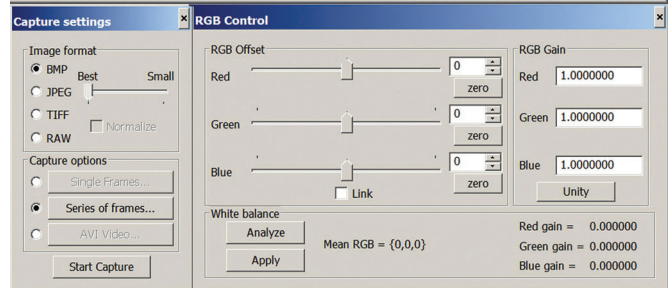 Capture settings
Image format
BMP
Best Small
JPEG
TIFF
Normalize
RAW
Capture options
Single Frames...
Series of frames...
AVI Video...
Start Capture
RGB Control
RGB Offset
Red 0
zero
Green 0
zero
Blue 0
zero
Link
RGB Gain
Red 1.0000000
Green 1.0000000
Blue 1.0000000
Unity
White balance
Analyze
Apply
Mean RGB = {0,0,0}
Red gain = 0.000000
Green gain = 0.000000
Blue gain = 0.000000